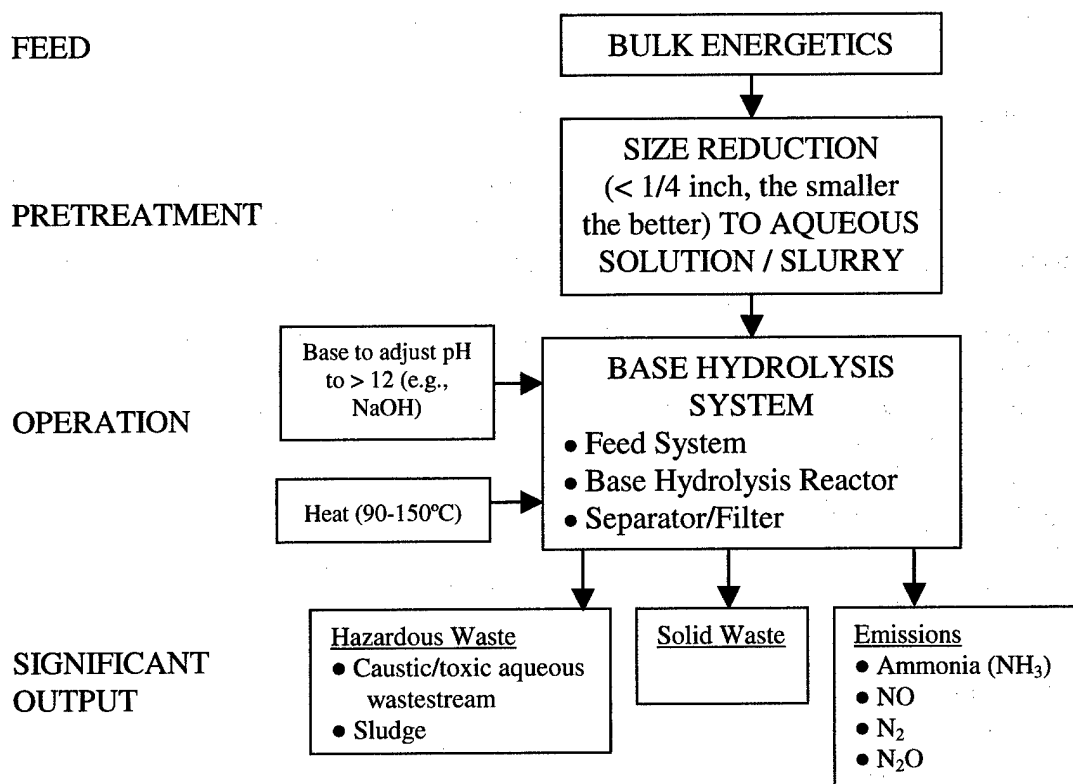 FEED
BULK ENERGETICS
PRETREATMENT
SIZE REDUCTION
(< 1/4 inch, the smaller
the better) TO AQUEOUS
SOLUTION / SLURRY
OPERATION
Base to adjust pH
to > 12 (e.g.,
NaOH)
Heat (90-150ºC)
BASE HYDROLYSIS
SYSTEM
● Feed System
● Base Hydrolysis Reactor
● Separator/Filter
SIGNIFICANT
OUTPUT
Hazardous Waste
● Caustic/toxic aqueous
wastestream
● Sludge
Solid Waste
Emissions
● Ammonia (NH₃)
● NO
● N₂
● N₂O